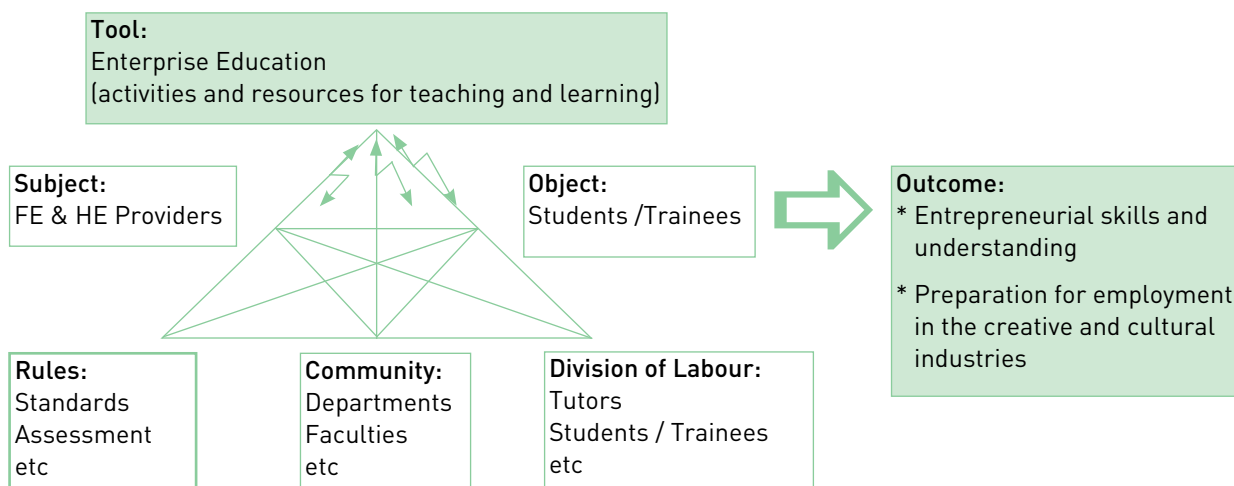 Tool:
Enterprise Education
(activities and resources for teaching and learning)
Subject:
FE & HE Providers
Object:
Students /Trainees
Outcome:
* Entrepreneurial skills and
understanding
* Preparation for employment
in the creative and cultural
industries
Rules:
Standards
Assessment
etc
Community:
Departments
Faculties
etc
Division of Labour:
Tutors
Students / Trainees
etc